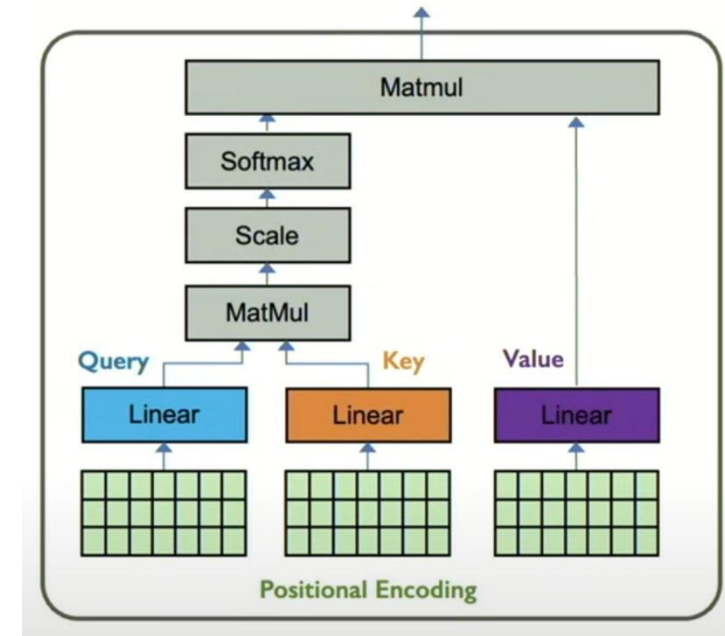 Matmul
Softmax
Scale
MatMul
Query
Key
Value
Linear
Linear
Linear
Positional Encoding